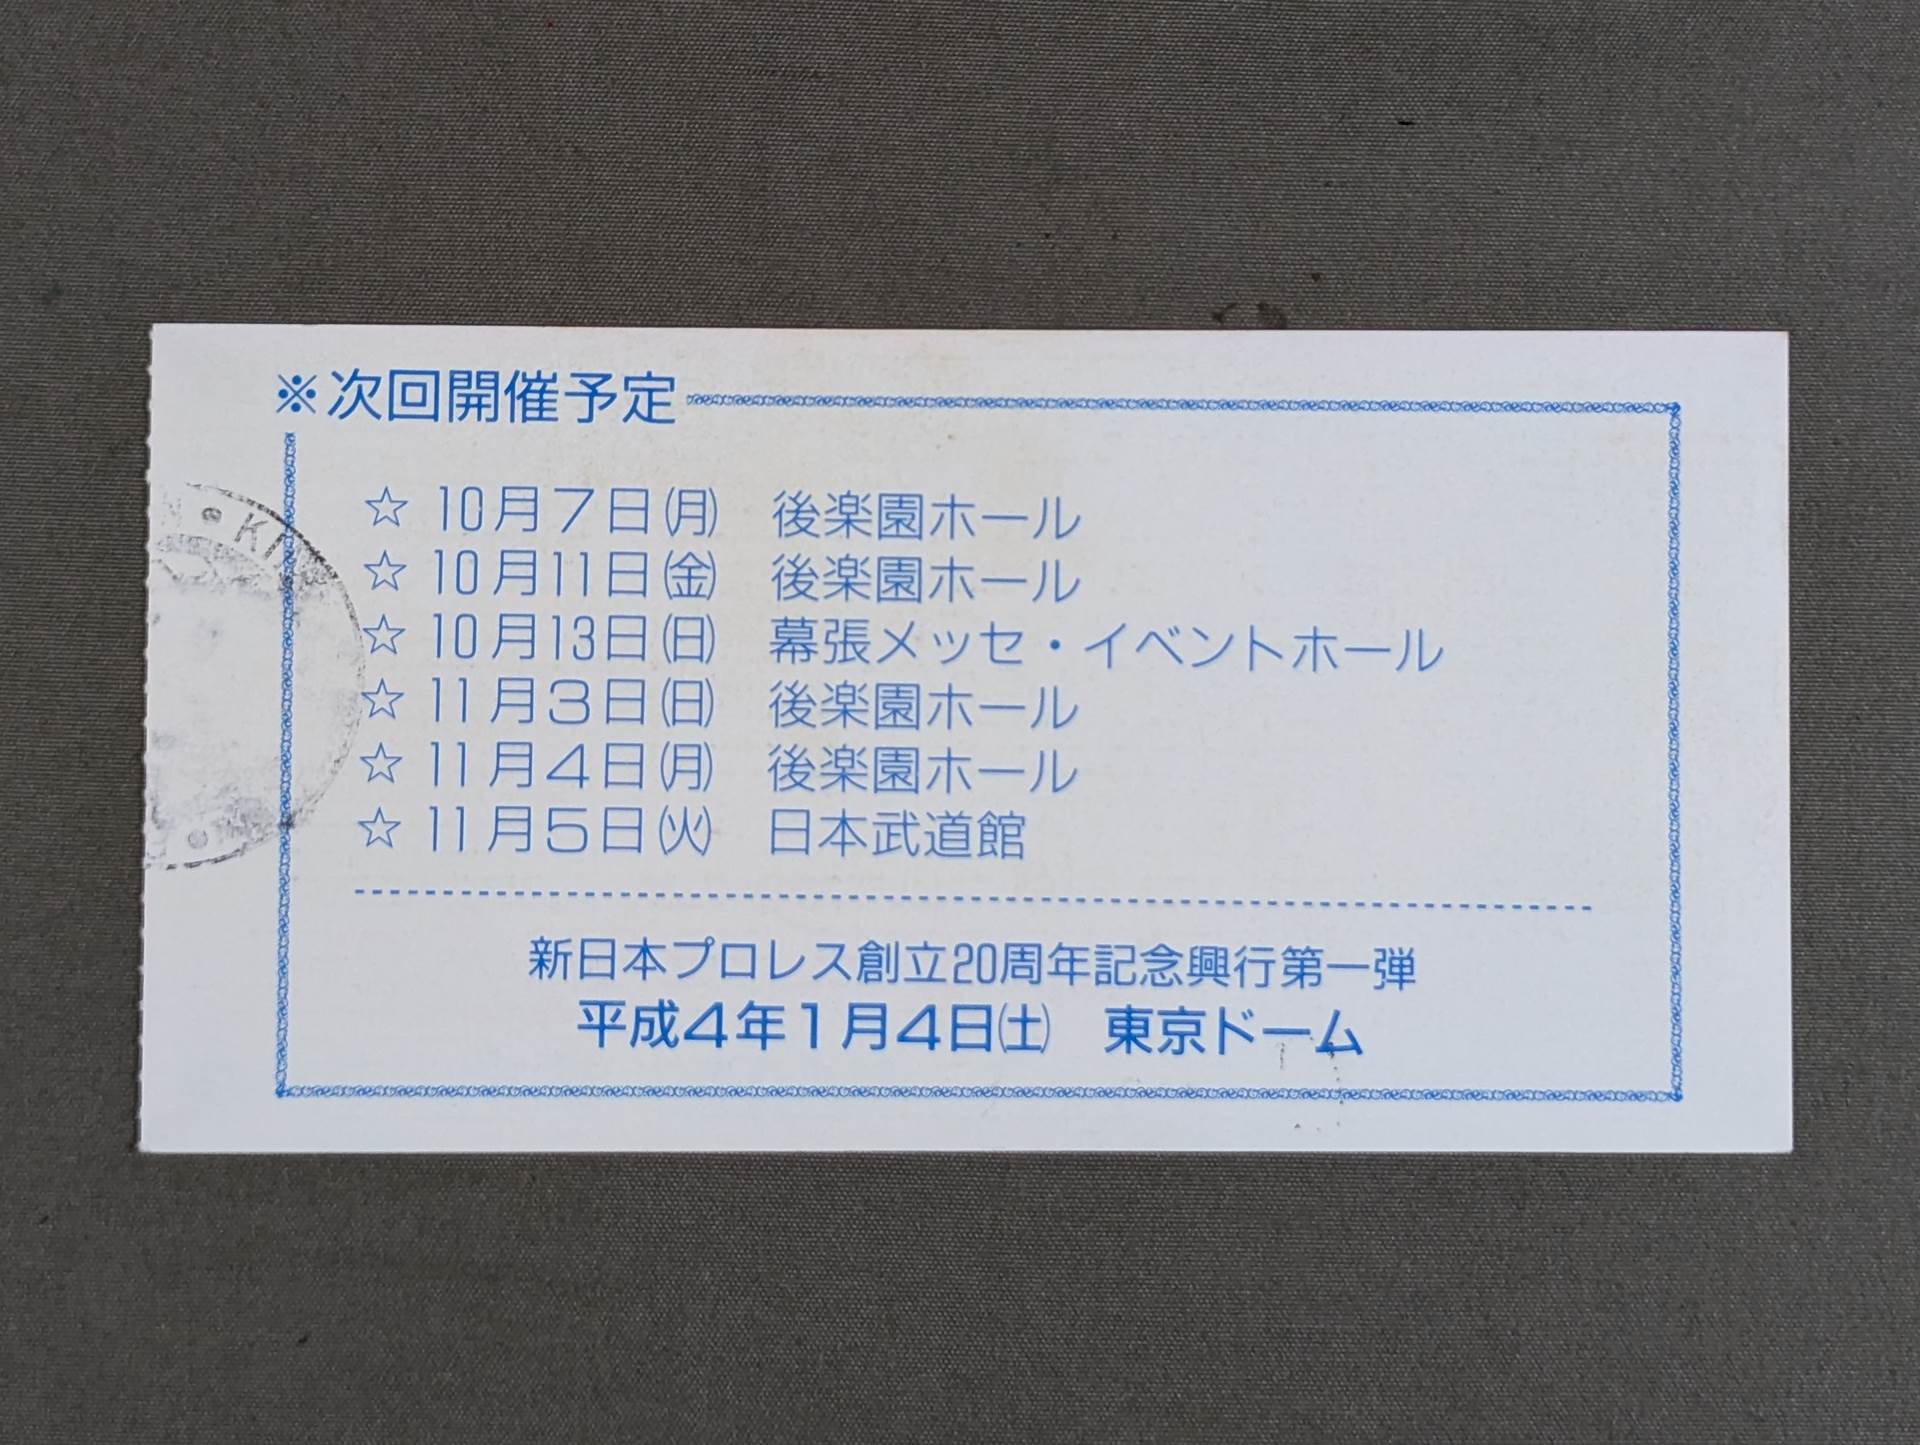 ※次回開催予定
☆10月7日(月) 後楽園ホール
☆10月11日(金) 後楽園ホール
☆10月13日(日) 幕張メッセ・イベントホール
☆11月3日(日) 後楽園ホール
☆11月4日(月) 後楽園ホール
☆11月5日(火) 日本武道館
新日本プロレス創立20周年記念興行第一弾
平成4年1月4日(土) 東京ドーム